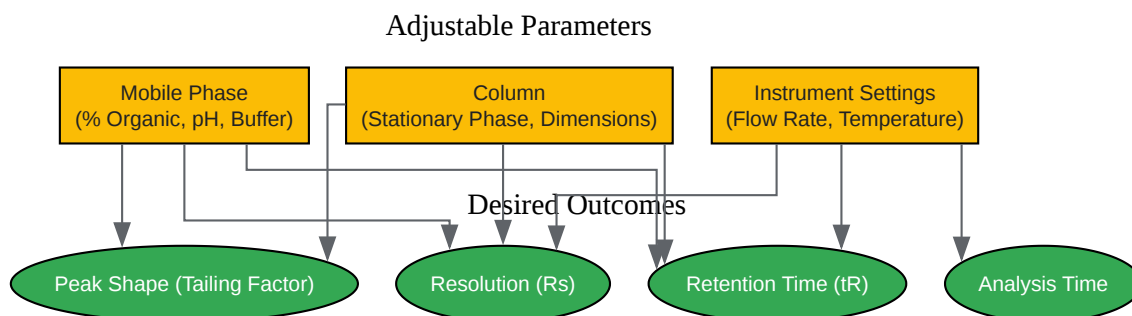 Adjustable Parameters
Mobile Phase
(% Organic, pH, Buffer)
Column
(Stationary Phase, Dimensions)
Instrument Settings
(Flow Rate, Temperature)
Desired Outcomes
Peak Shape (Tailing Factor)
Resolution (Rs)
Retention Time (tR)
Analysis Time